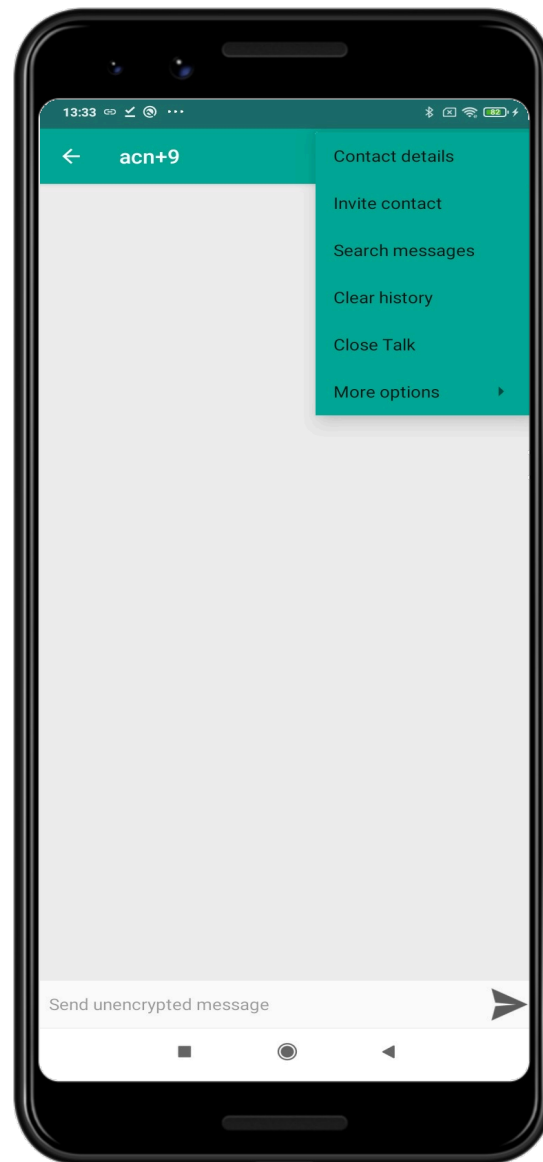 13:33
82
acn+9
Contact details
Invite contact
Search messages
Clear history
Close Talk
More options
Send unencrypted message